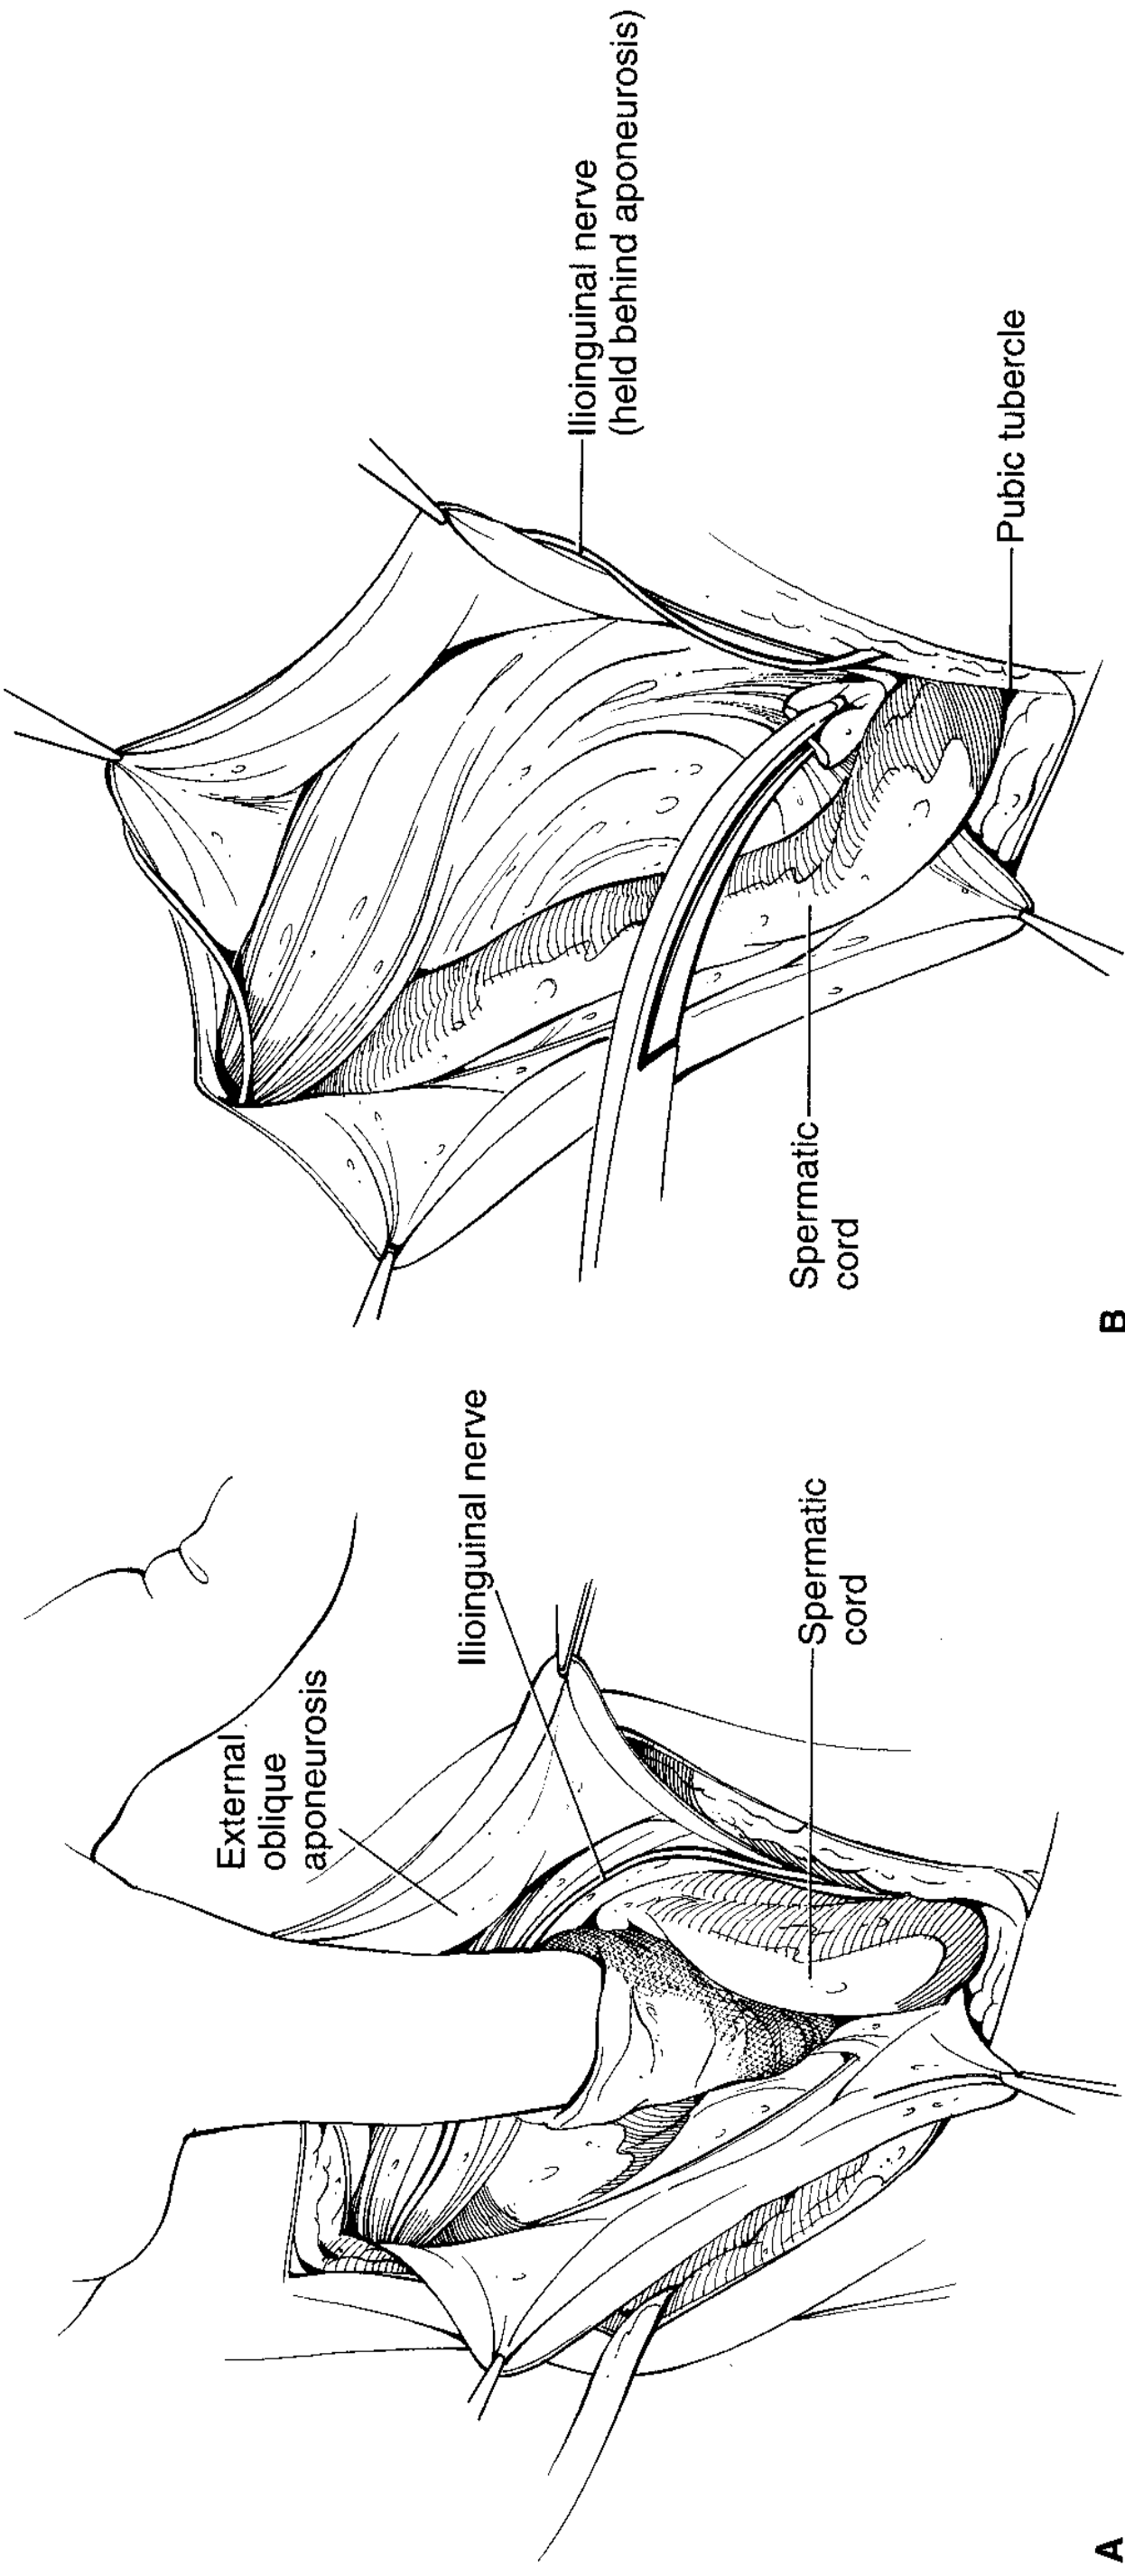 External
oblique
aponeurosis
Ilioinguinal nerve
Spermatic
cord
A
Ilioinguinal nerve
(held behind aponeurosis)
Spermatic
cord
Pubic tubercle
B